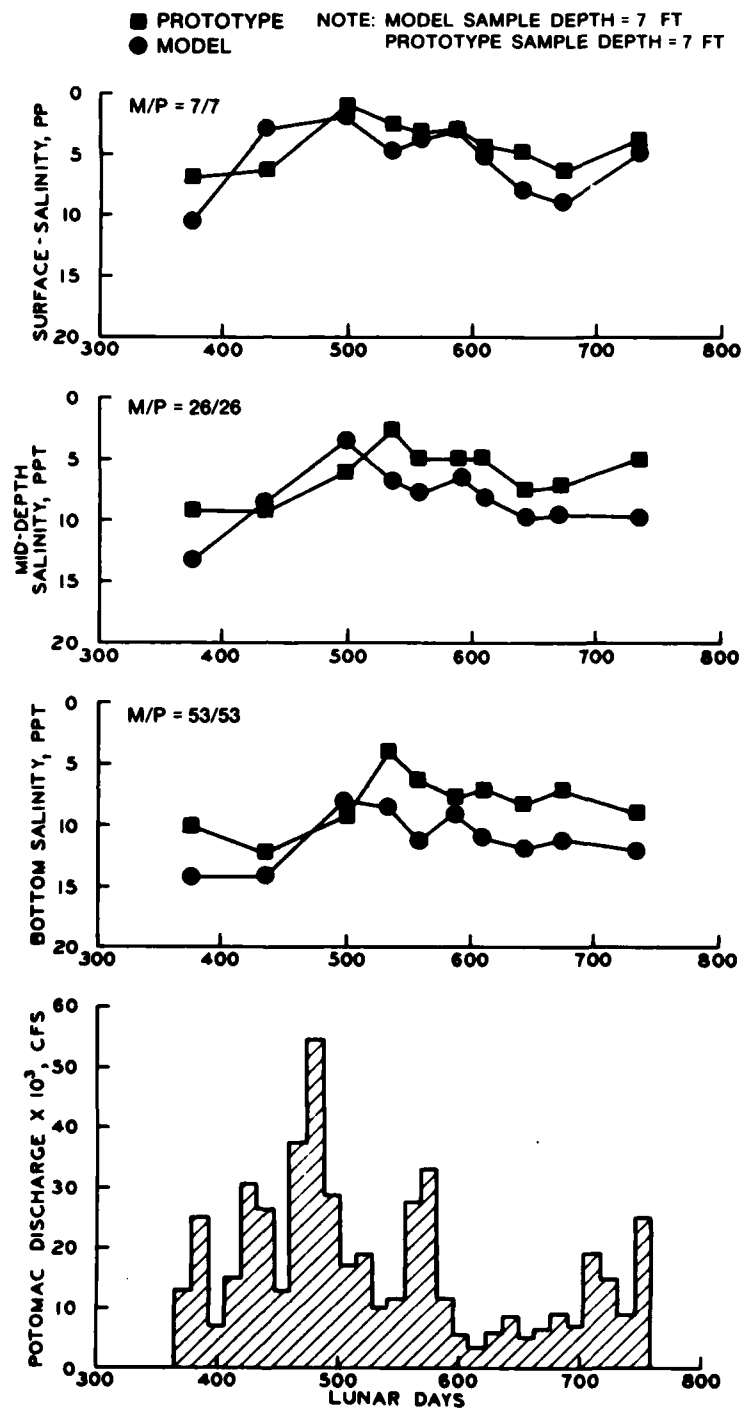 PROTOTYPE
MODEL
NOTE: MODEL SAMPLE DEPTH = 7 FT
PROTOTYPE SAMPLE DEPTH = 7 FT
M/P = 7/7
SURFACE - SALINITY, PP
0
5
10
15
20
300 400 500 600 700 800
M/P = 26/26
MID-DEPTH
SALINITY, PPT
0
5
10
15
20
300 400 500 600 700 800
M/P = 53/53
BOTTOM SALINITY, PPT
0
5
10
15
20
300 400 500 600 700 800
POTOMAC DISCHARGE X 10³, CFS
60
50
40
30
20
10
0
300 400 500 600 700 800
LUNAR DAYS